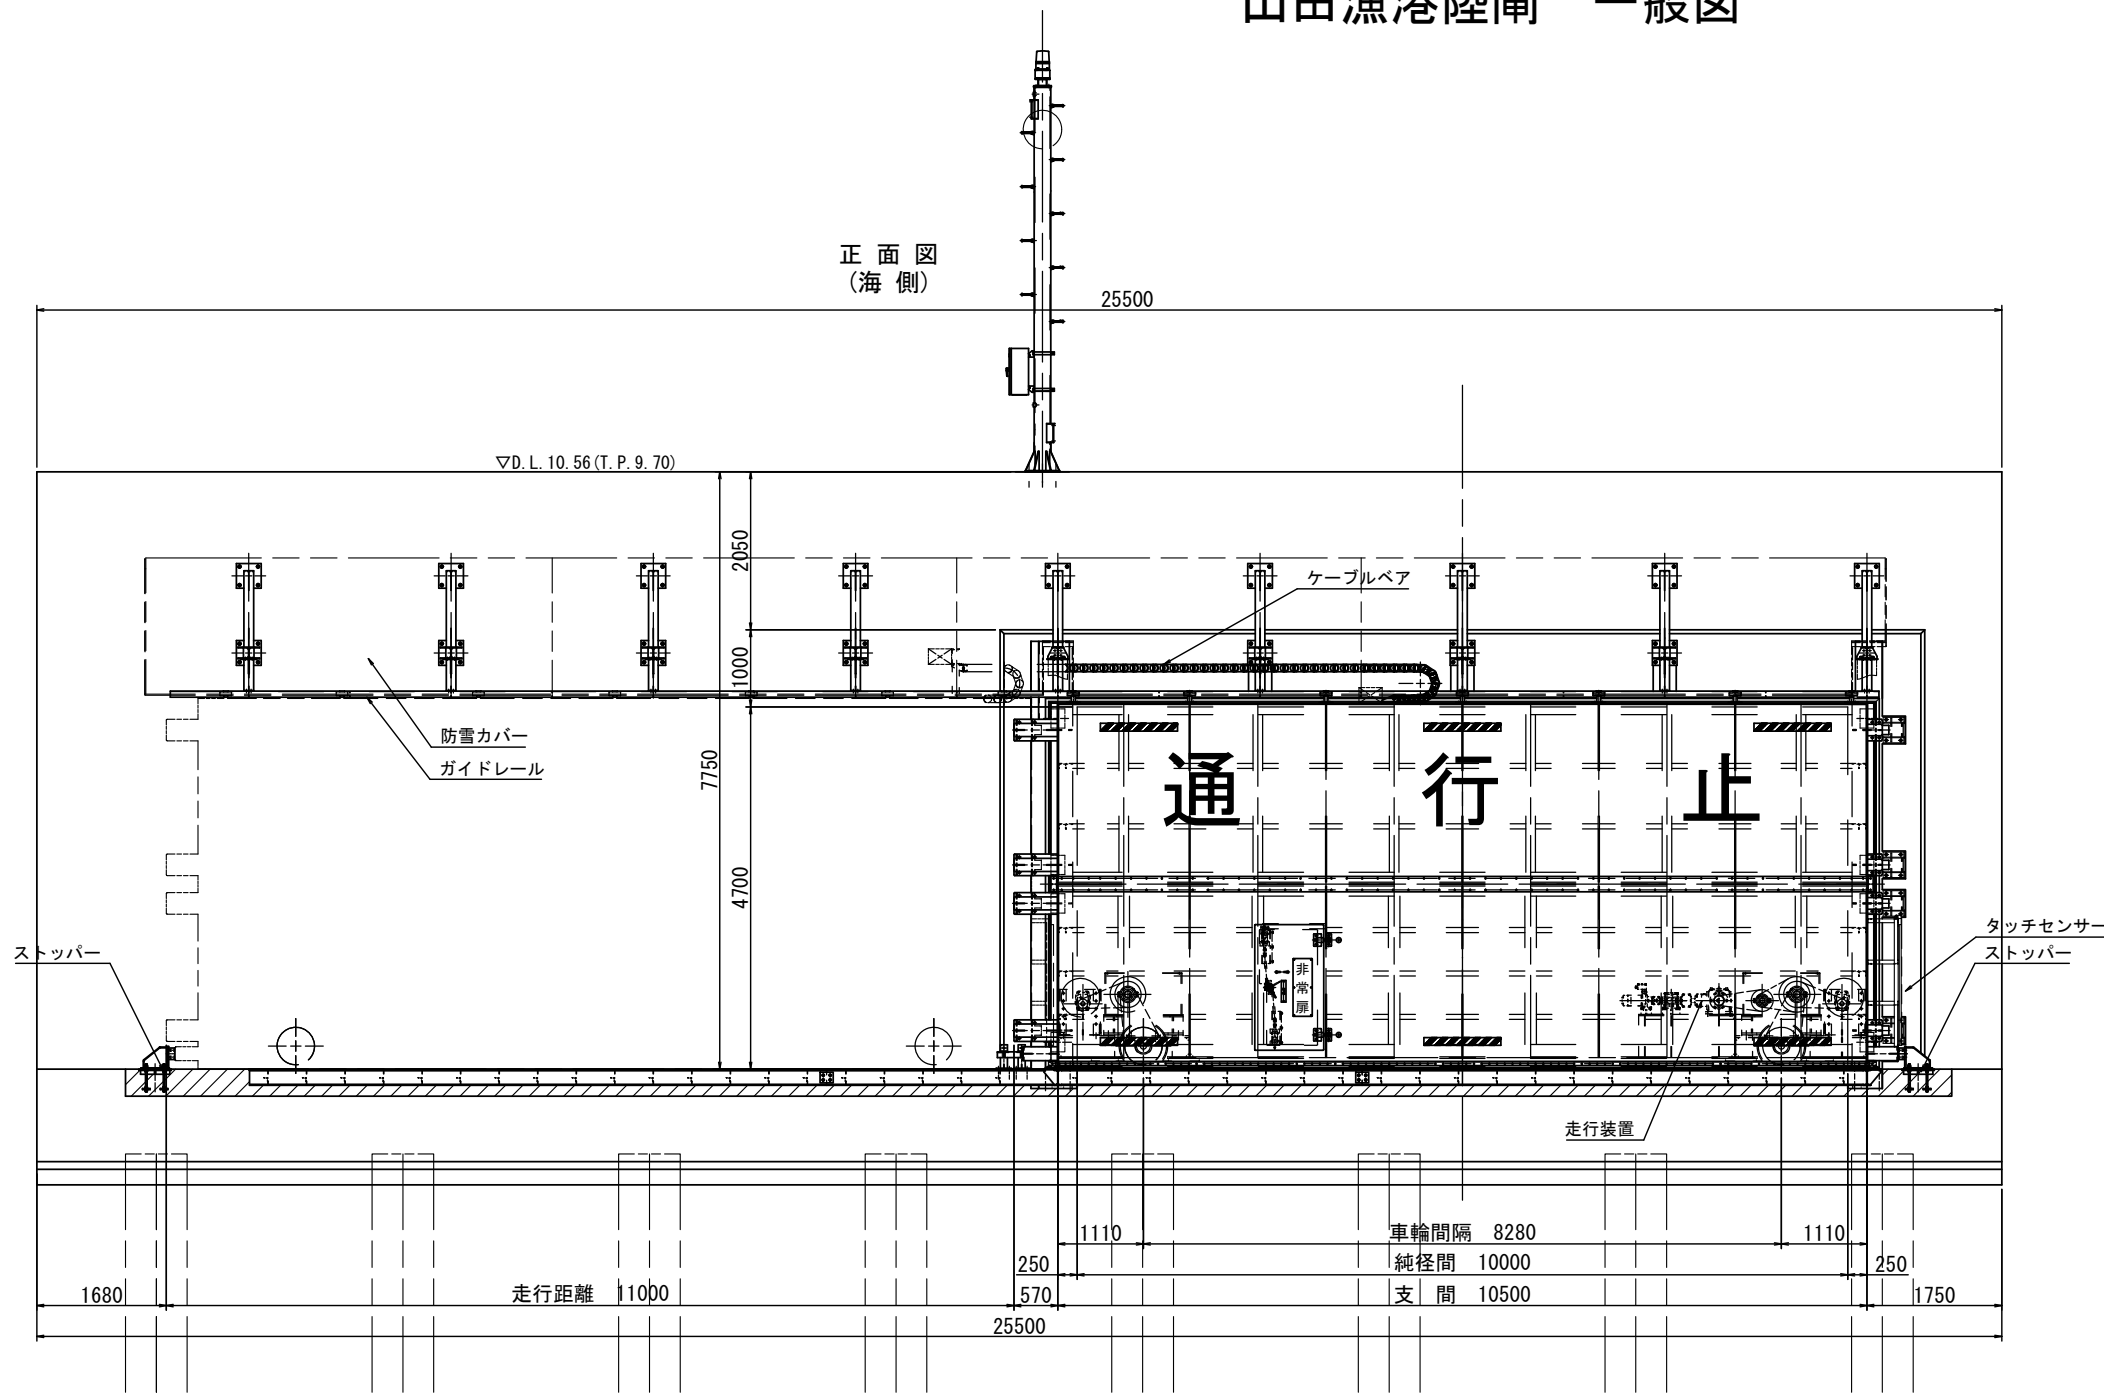 山田漁港陸閘　一般図
正 面 図
(海 側)
25500
▽D.L.10.56(T.P.9.70)
2050
ケーブルベア
1000
防雪カバー
ガイドレール
7750
通 行 止
4700
ストッパー
タッチセンサー
ストッパー
非常扉
走行装置
1110
車輪間隔 8280
1110
250
純径間 10000
250
1680
走行距離 11000
570
支 間 10500
1750
25500